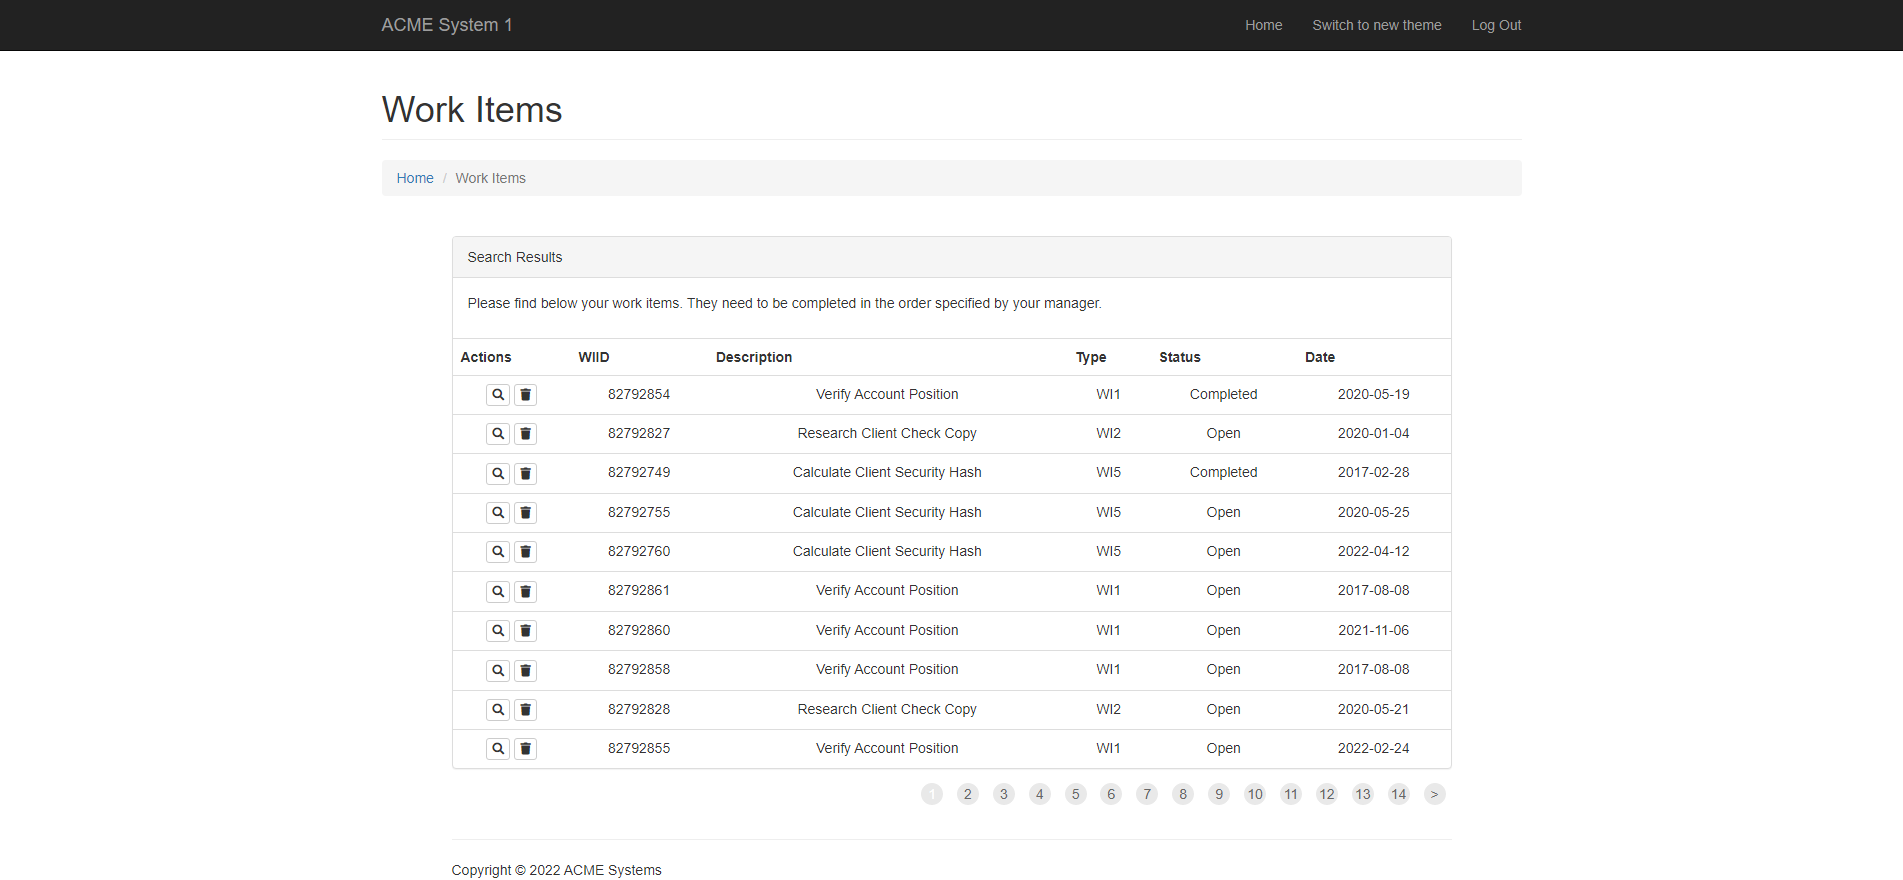 ACME System 1 Home Switch to new theme Log Out
Work Items
Home / Work Items
Search Results
Please find below your work items. They need to be completed in the order specified by your manager.
Actions WIID Description Type Status Date
82792854 Verify Account Position WI1 Completed 2020-05-19
82792827 Research Client Check Copy WI2 Open 2020-01-04
82792749 Calculate Client Security Hash WI5 Completed 2017-02-28
82792755 Calculate Client Security Hash WI5 Open 2020-05-25
82792760 Calculate Client Security Hash WI5 Open 2022-04-12
82792861 Verify Account Position WI1 Open 2017-08-08
82792860 Verify Account Position WI1 Open 2021-11-06
82792858 Verify Account Position WI1 Open 2017-08-08
82792828 Research Client Check Copy WI2 Open 2020-05-21
82792855 Verify Account Position WI1 Open 2022-02-24
1 2 3 4 5 6 7 8 9 10 11 12 13 14 >
Copyright © 2022 ACME Systems